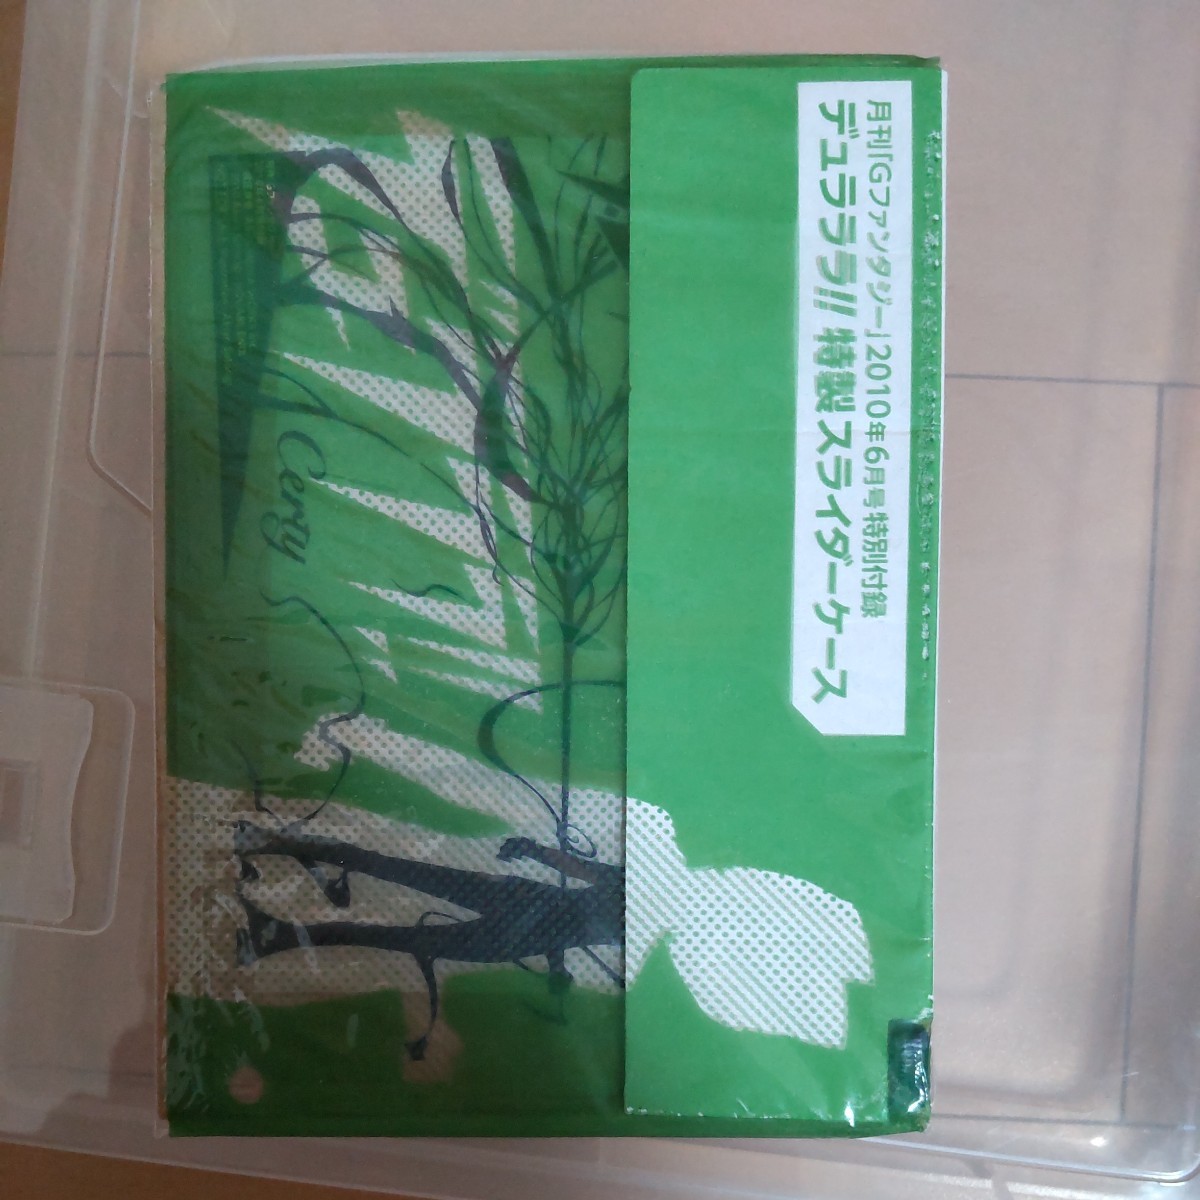 月刊「Gファンタジー」2010年6月号特別付録
デュラララ!! 特製スライダーケース
Certy